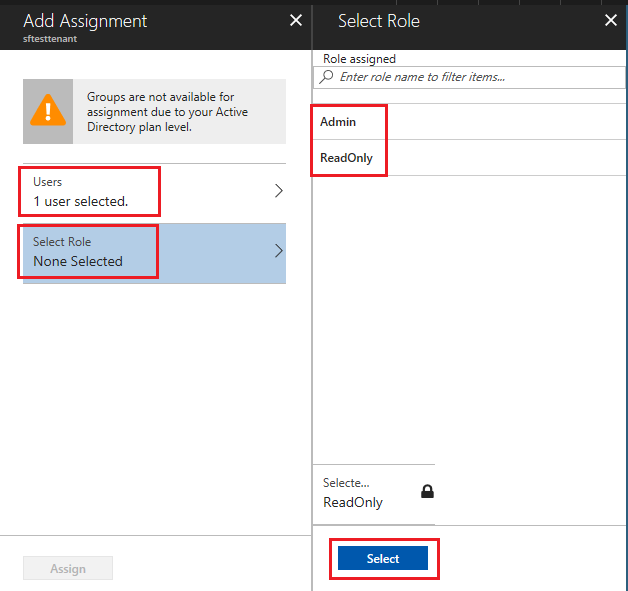 Add Assignment
sftesttenant
Groups are not available for
assignment due to your Active
Directory plan level.
Users
1 user selected.
Select Role
None Selected
Assign
Select Role
Role assigned
Enter role name to filter items...
Admin
ReadOnly
Selecte...
ReadOnly
Select